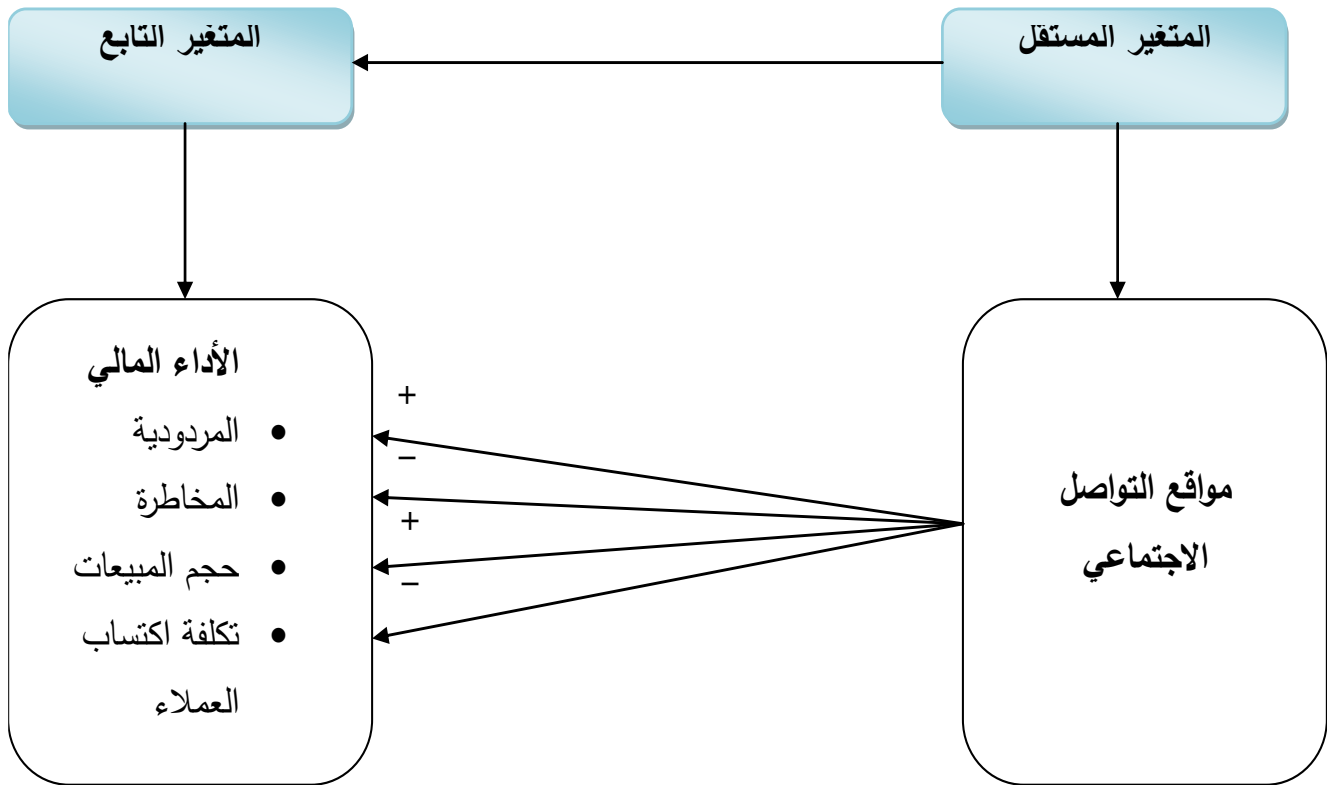 المتغير المستقل
المتغير التابع
الأداء المالي
• المردودية
• المخاطرة
• حجم المبيعات
• تكلفة اكتساب
العملاء
+
−
+
−
مواقع التواصل
الاجتماعي